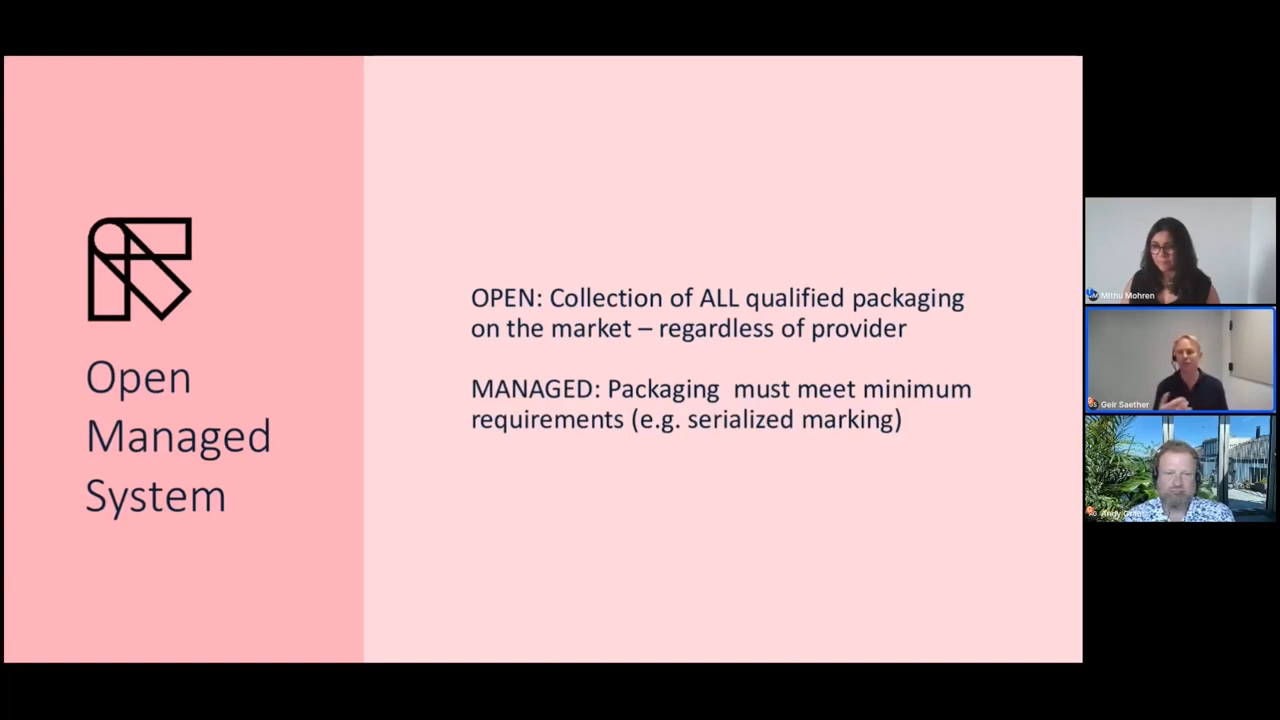 Open
Managed
System
OPEN: Collection of ALL qualified packaging
on the market – regardless of provider
MANAGED: Packaging must meet minimum
requirements (e.g. serialized marking)
Mithu Mohren
Geir Saether
Andy